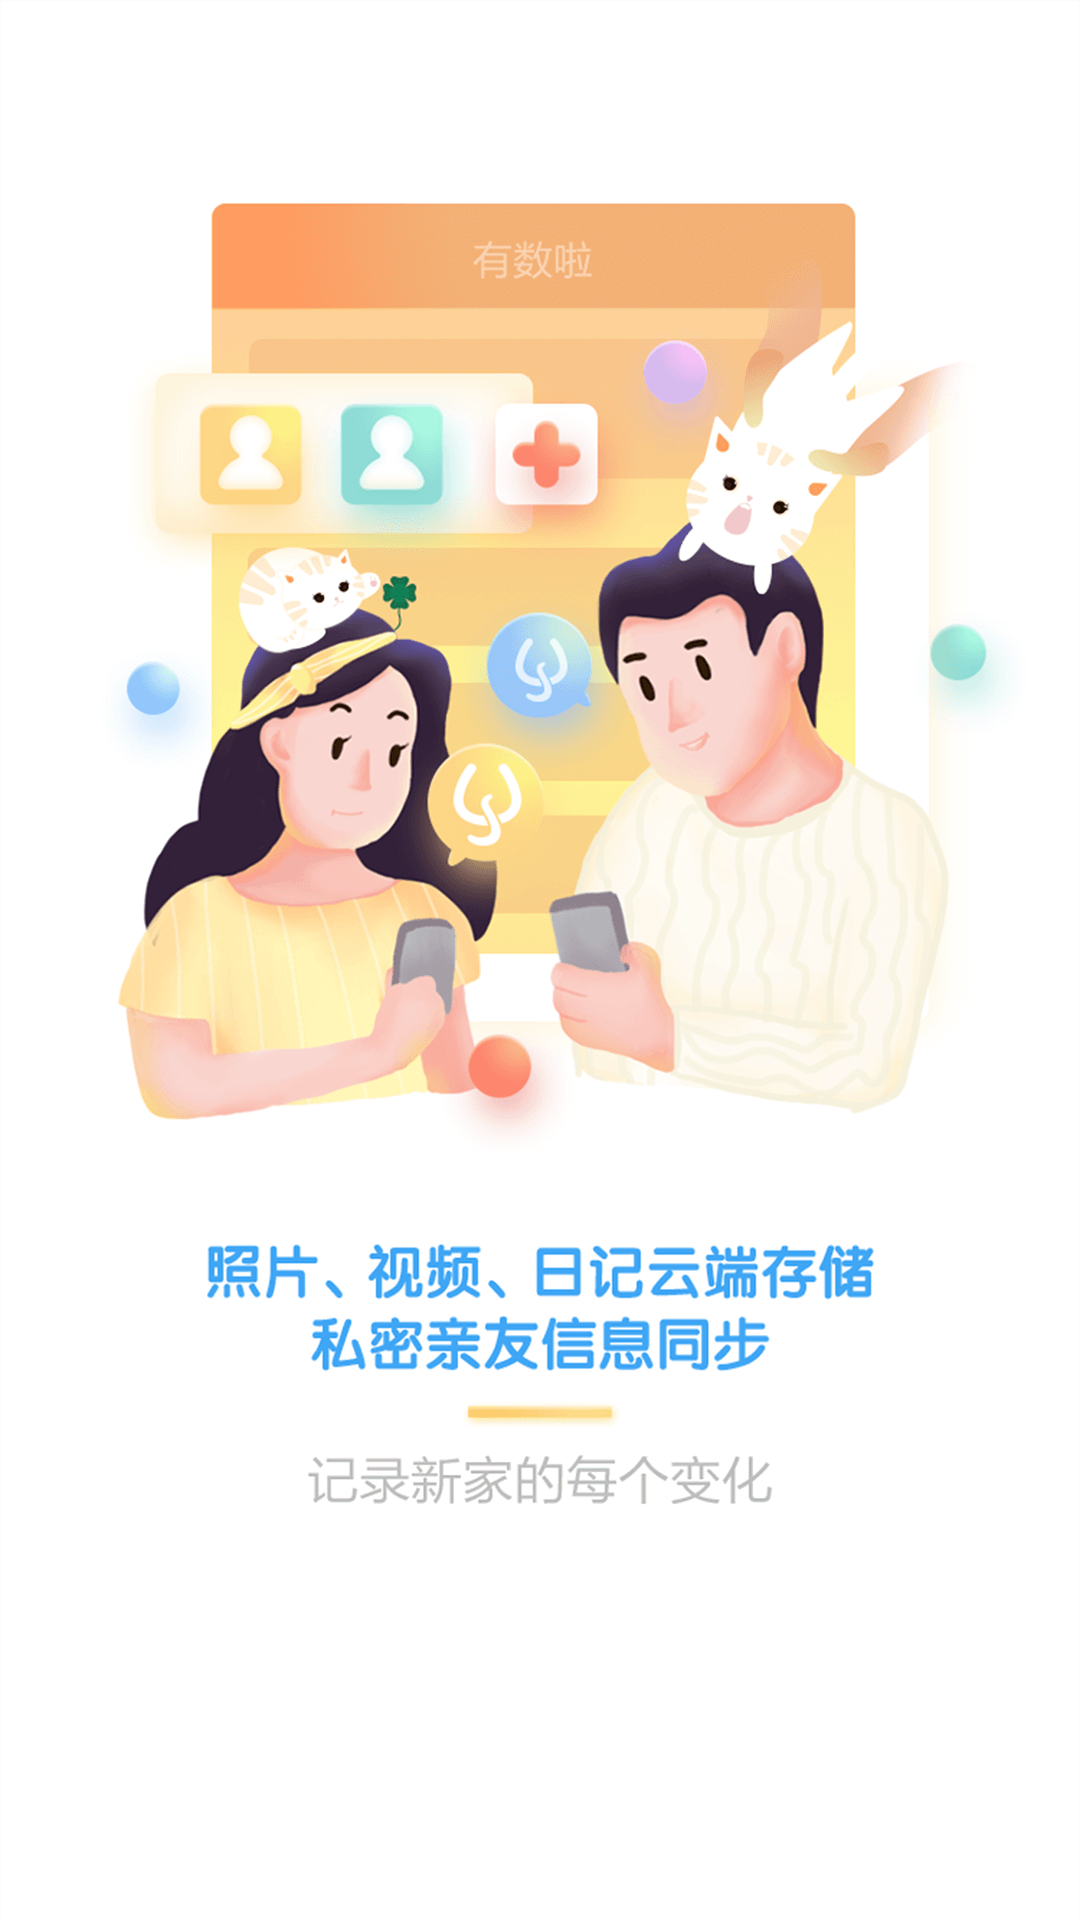 有数啦
照片、视频、日记云端存储
私密亲友信息同步
记录新家的每个变化